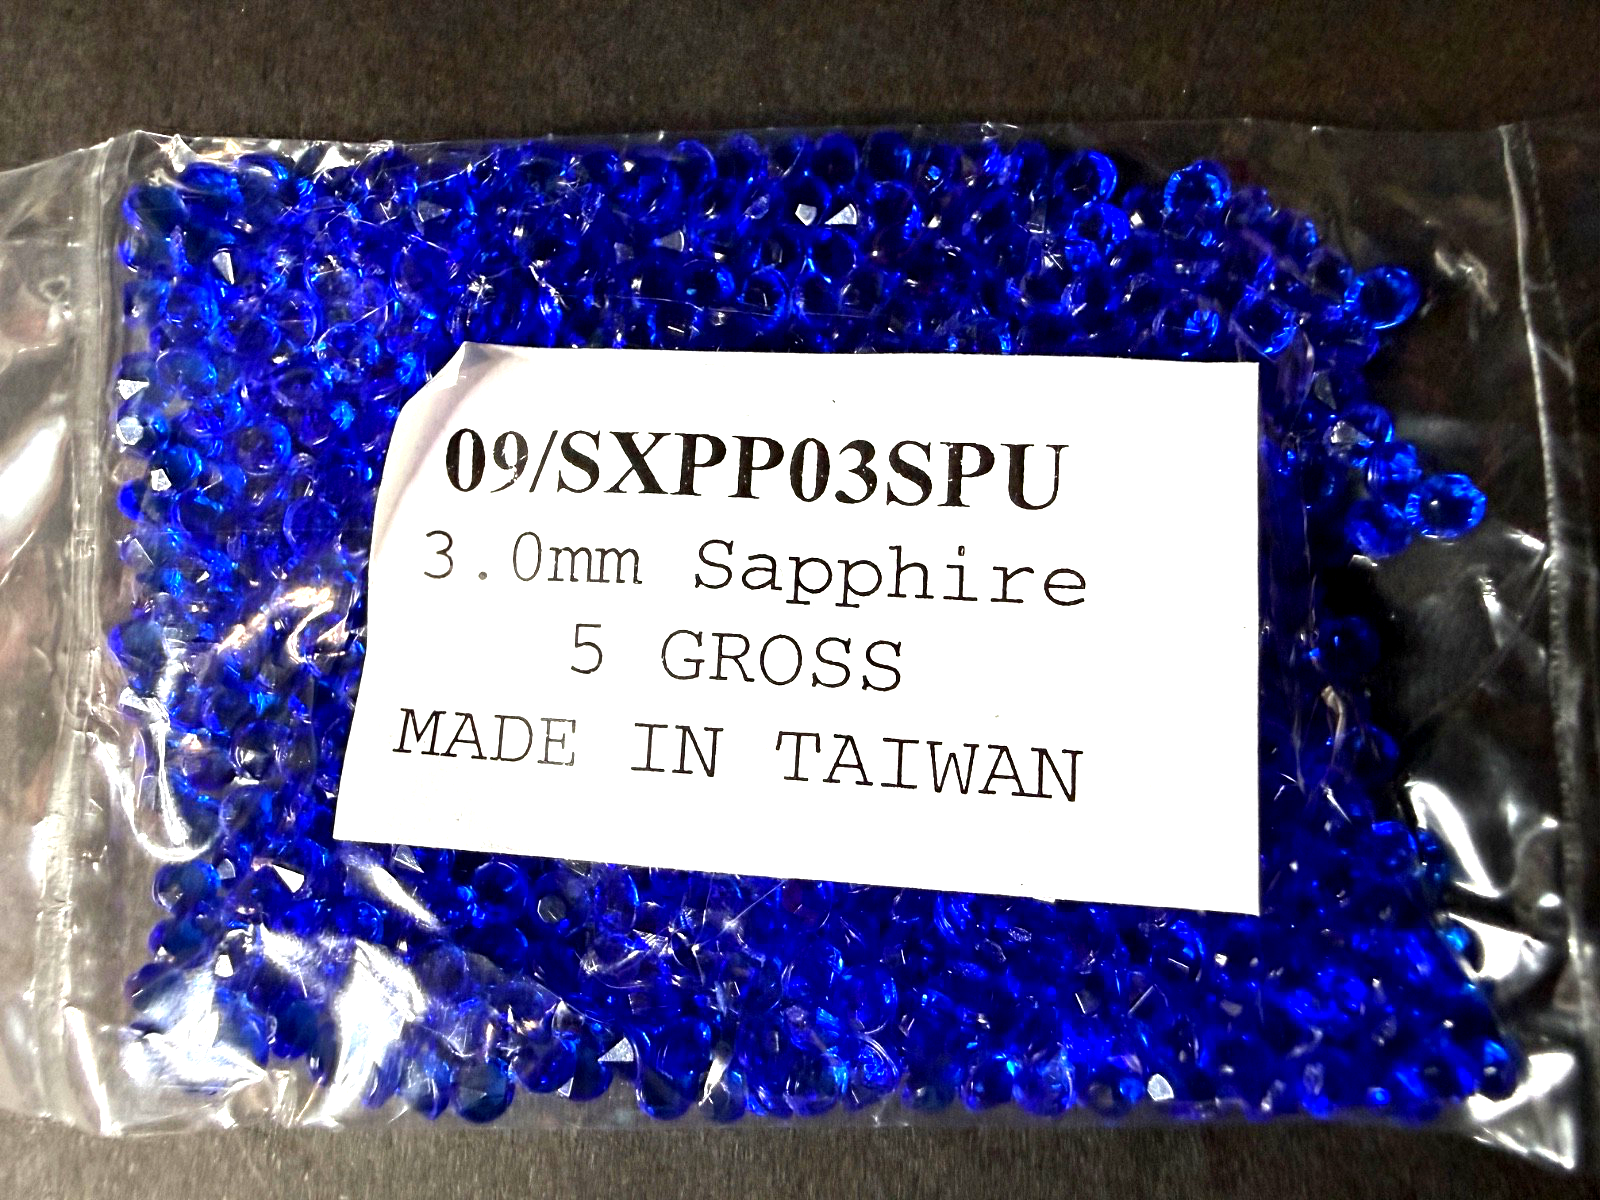 09/SXPP03SPU
3.0mm Sapphire
5 GROSS
MADE IN TAIWAN